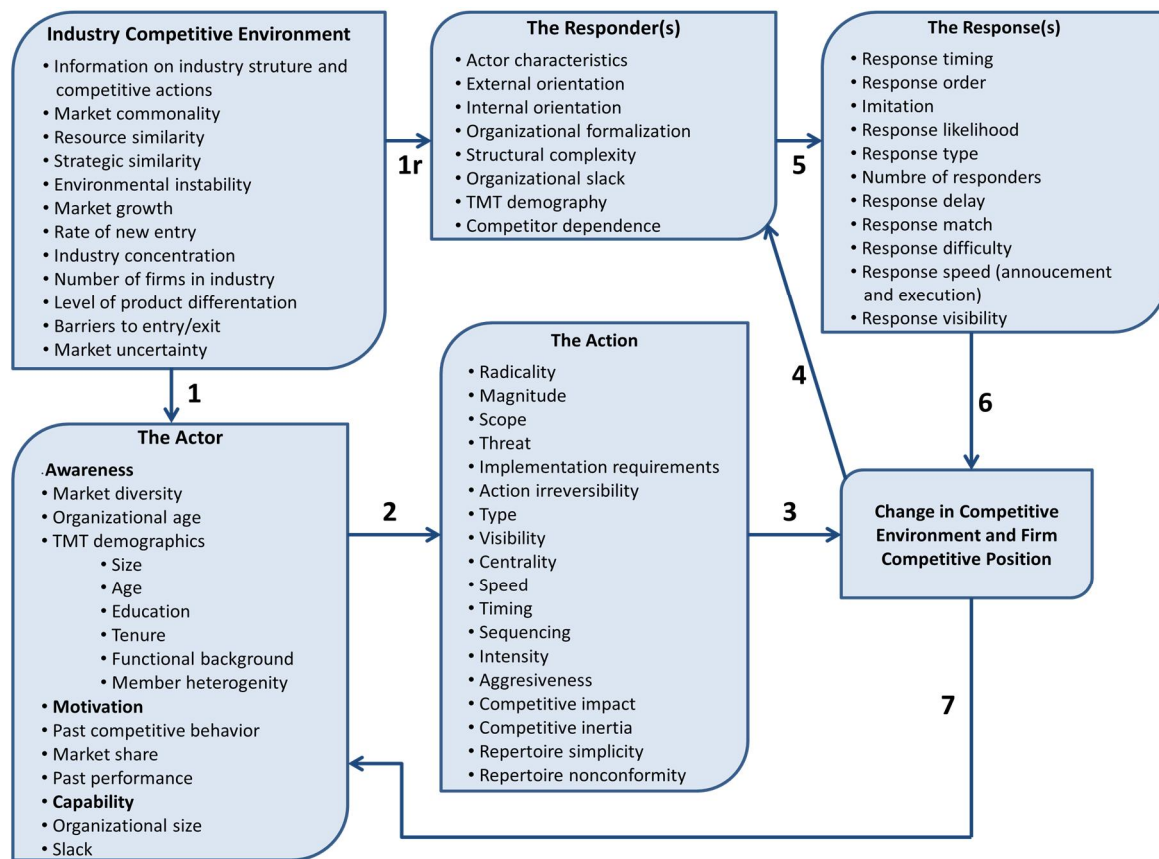 Industry Competitive Environment
• Information on industry struture and
competitive actions
• Market commonality
• Resource similarity
• Strategic similarity
• Environmental instability
• Market growth
• Rate of new entry
• Industry concentration
• Number of firms in industry
• Level of product differentation
• Barriers to entry/exit
• Market uncertainty
1r
The Responder(s)
• Actor characteristics
• External orientation
• Internal orientation
• Organizational formalization
• Structural complexity
• Organizational slack
• TMT demography
• Competitor dependence
5
The Response(s)
• Response timing
• Response order
• Imitation
• Response likelihood
• Response type
• Numbre of responders
• Response delay
• Response match
• Response difficulty
• Response speed (annoucement
and execution)
• Response visibility
1
The Actor
.Awareness
• Market diversity
• Organizational age
• TMT demographics
• Size
• Age
• Education
• Tenure
• Functional background
• Member heterogenity
• Motivation
• Past competitive behavior
• Market share
• Past performance
• Capability
• Organizational size
• Slack
2
The Action
• Radicality
• Magnitude
• Scope
• Threat
• Implementation requirements
• Action irreversibility
• Type
• Visibility
• Centrality
• Speed
• Timing
• Sequencing
• Intensity
• Aggresiveness
• Competitive impact
• Competitive inertia
• Repertoire simplicity
• Repertoire nonconformity
3
4
6
Change in Competitive
Environment and Firm
Competitive Position
7